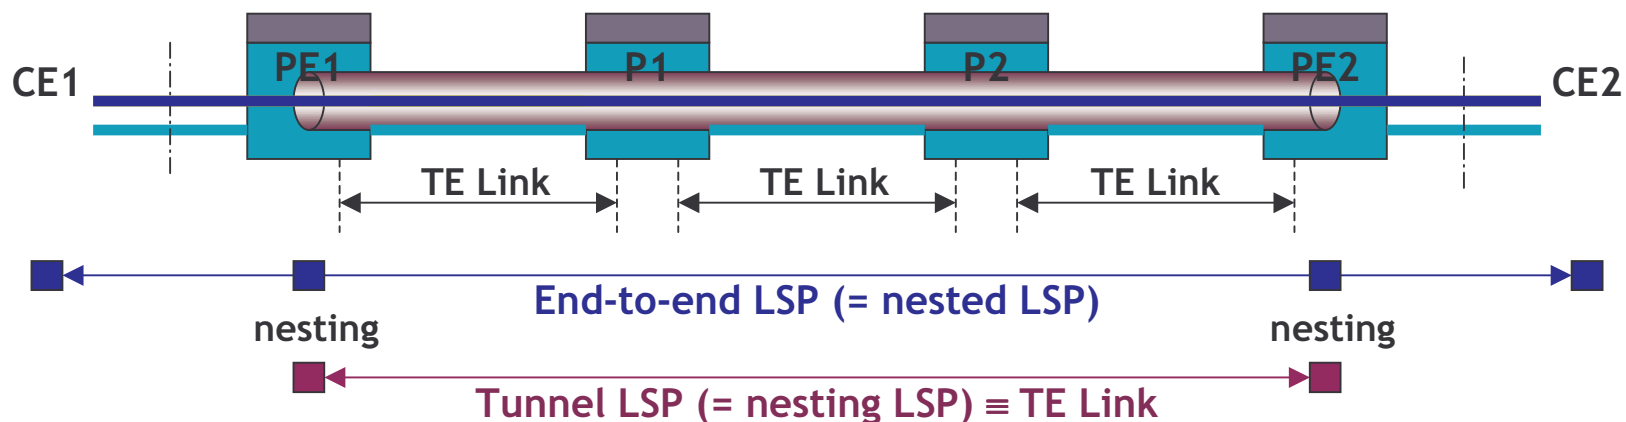 PE1 P1 P2 PE2
CE1 CE2
TE Link TE Link TE Link
End-to-end LSP (= nested LSP)
nesting nesting
Tunnel LSP (= nesting LSP) ≡ TE Link